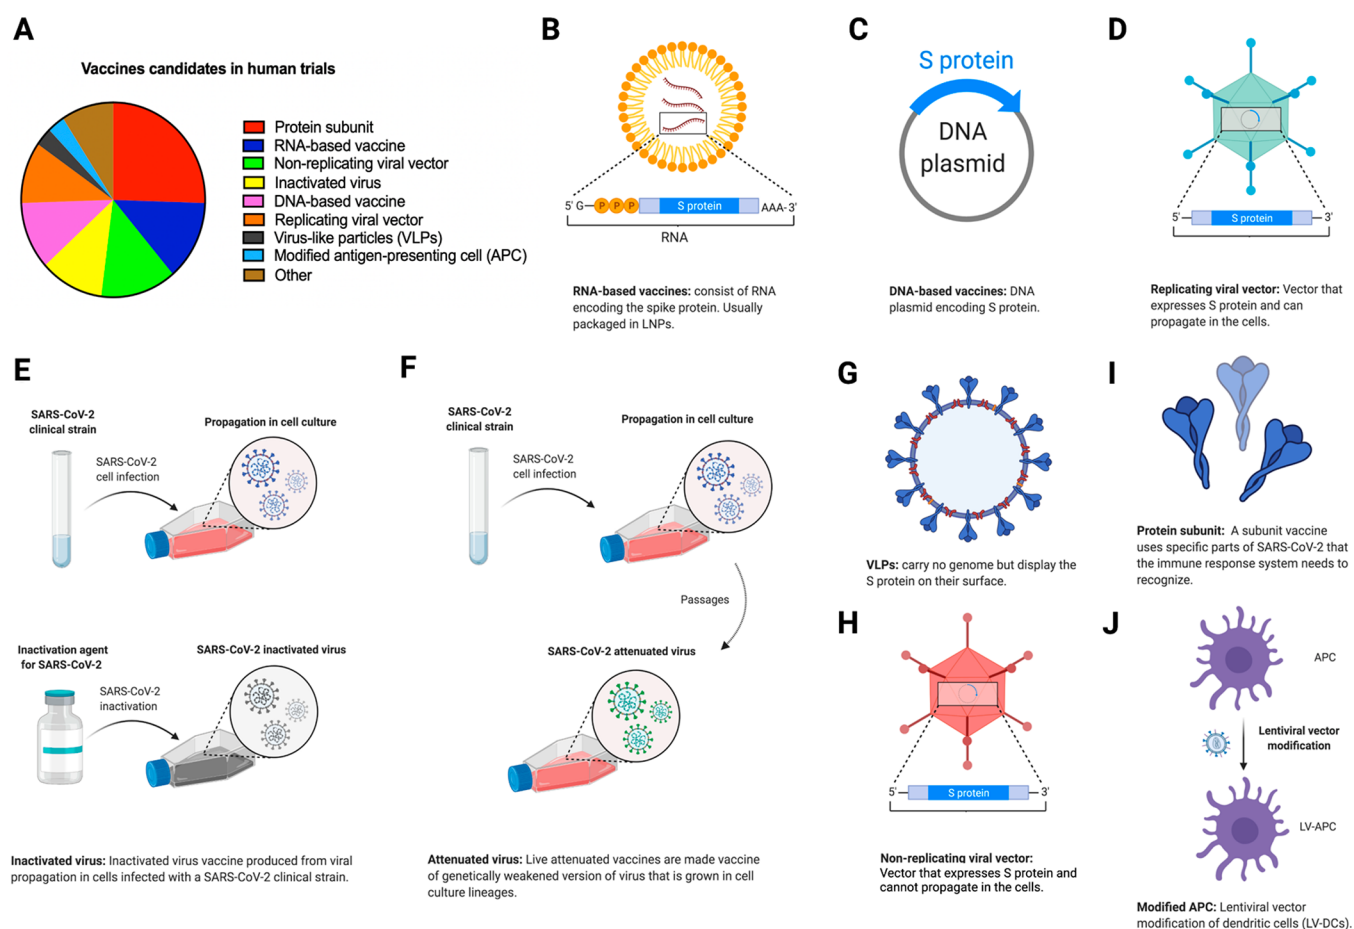 A
Vaccines candidates in human trials
Protein subunit
RNA-based vaccine
Non-replicating viral vector
Inactivated virus
DNA-based vaccine
Replicating viral vector
Virus-like particles (VLPs)
Modified antigen-presenting cell (APC)
Other
B
5' G
P P P
S protein
AAA-3'
RNA
RNA-based vaccines: consist of RNA
encoding the spike protein. Usually
packaged in LNPs.
C
S protein
DNA
plasmid
DNA-based vaccines: DNA
plasmid encoding S protein.
D
5' S protein 3'
Replicating viral vector: Vector that
expresses S protein and can
propagate in the cells.
E
SARS-CoV-2
clinical strain
SARS-CoV-2
cell infection
Propagation in cell culture
Inactivation agent
for SARS-CoV-2
SARS-CoV-2
inactivation
SARS-CoV-2 inactivated virus
Inactivated virus: Inactivated virus vaccine produced from viral
propagation in cells infected with a SARS-CoV-2 clinical strain.
F
SARS-CoV-2
clinical strain
SARS-CoV-2
cell infection
Propagation in cell culture
Passages
SARS-CoV-2 attenuated virus
Attenuated virus: Live attenuated vaccines are made vaccine
of genetically weakened version of virus that is grown in cell
culture lineages.
G
VLPs: carry no genome but display the
S protein on their surface.
H
5' S protein 3'
Non-replicating viral vector:
Vector that expresses S protein and
cannot propagate in the cells.
I
Protein subunit: A subunit vaccine
uses specific parts of SARS-CoV-2 that
the immune response system needs to
recognize.
J
APC
Lentiviral vector
modification
LV-APC
Modified APC: Lentiviral vector
modification of dendritic cells (LV-DCs).